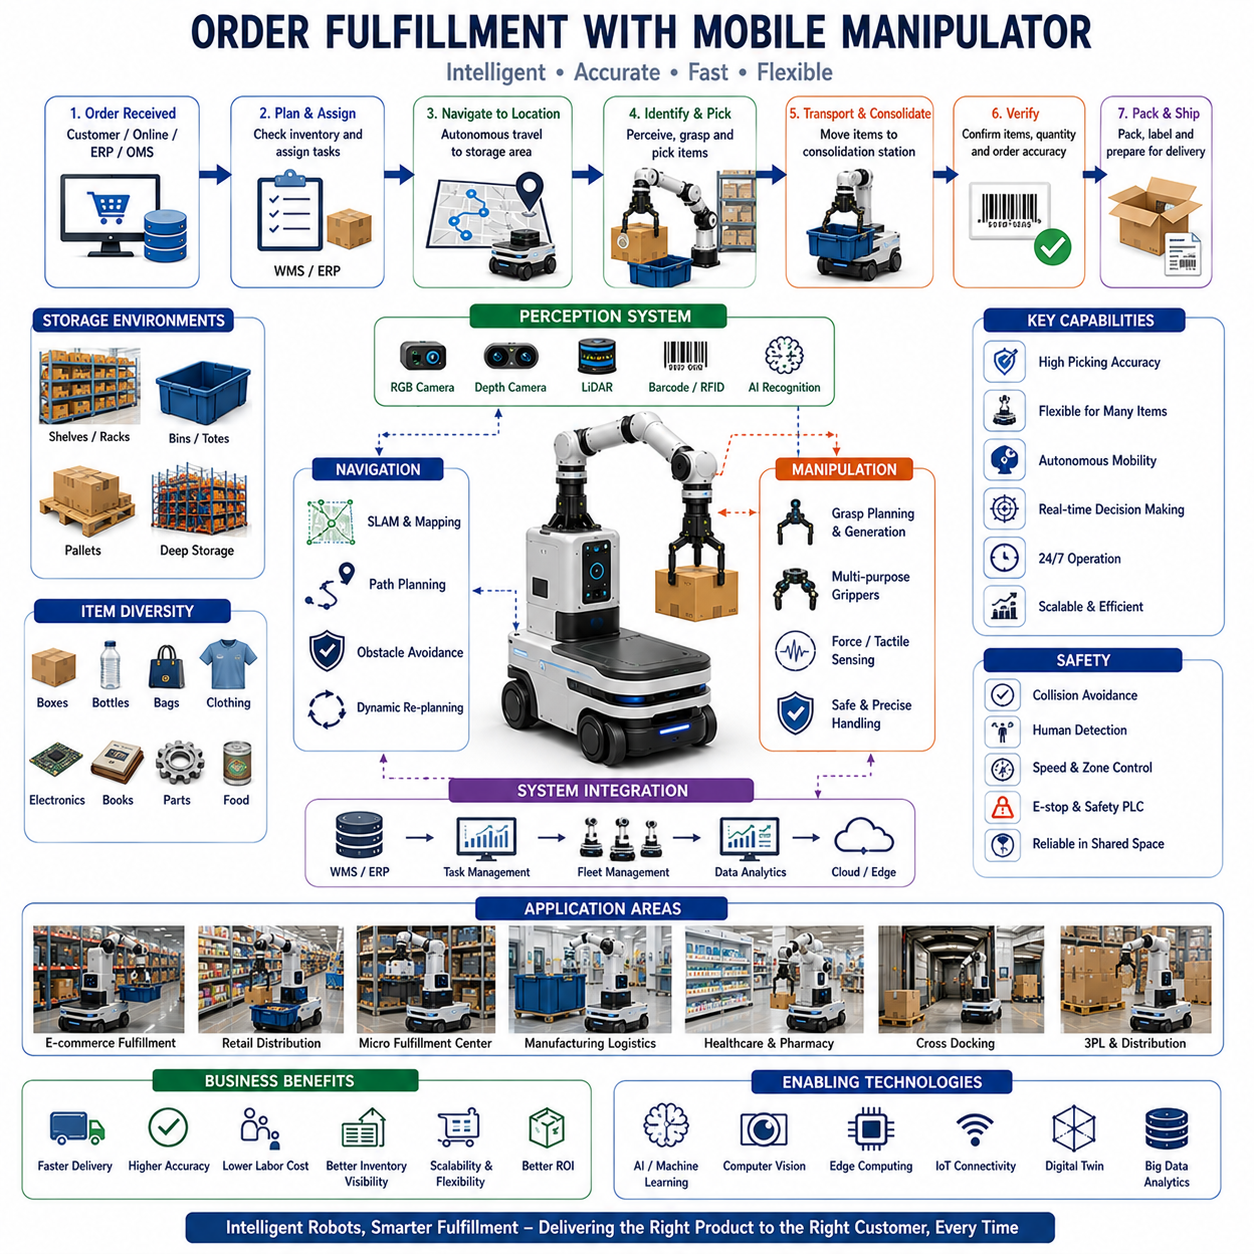 ORDER FULFILLMENT WITH MOBILE MANIPULATOR
Intelligent • Accurate • Fast • Flexible
1. Order Received
Customer / Online /
ERP / OMS
2. Plan & Assign
Check inventory and
assign tasks
WMS / ERP
3. Navigate to Location
Autonomous travel
to storage area
4. Identify & Pick
Perceive, grasp and
pick items
5. Transport & Consolidate
Move items to
consolidation station
6. Verify
Confirm items, quantity
and order accuracy
7. Pack & Ship
Pack, label and
prepare for delivery
STORAGE ENVIRONMENTS
Shelves / Racks
Bins / Totes
Pallets
Deep Storage
ITEM DIVERSITY
Boxes
Bottles
Bags
Clothing
Electronics
Books
Parts
Food
PERCEPTION SYSTEM
RGB Camera
Depth Camera
LiDAR
Barcode / RFID
AI Recognition
NAVIGATION
SLAM & Mapping
Path Planning
Obstacle Avoidance
Dynamic Re-planning
MANIPULATION
Grasp Planning
& Generation
Multi-purpose
Grippers
Force / Tactile
Sensing
Safe & Precise
Handling
SYSTEM INTEGRATION
WMS / ERP
Task Management
Fleet Management
Data Analytics
Cloud / Edge
KEY CAPABILITIES
High Picking Accuracy
Flexible for Many Items
Autonomous Mobility
Real-time Decision Making
24/7 Operation
Scalable & Efficient
SAFETY
Collision Avoidance
Human Detection
Speed & Zone Control
E-stop & Safety PLC
Reliable in Shared Space
APPLICATION AREAS
E-commerce Fulfillment
Retail Distribution
Micro Fulfillment Center
Manufacturing Logistics
Healthcare & Pharmacy
Cross Docking
3PL & Distribution
BUSINESS BENEFITS
Faster Delivery
Higher Accuracy
Lower Labor Cost
Better Inventory
Visibility
Scalability &
Flexibility
Better ROI
ENABLING TECHNOLOGIES
AI / Machine
Learning
Computer Vision
Edge Computing
IoT Connectivity
Digital Twin
Big Data
Analytics
Intelligent Robots, Smarter Fulfillment – Delivering the Right Product to the Right Customer, Every Time